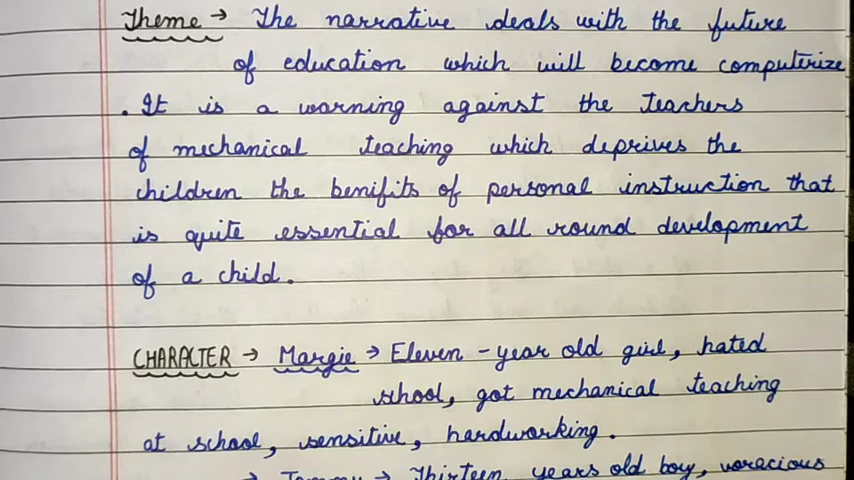 Theme → The narrative deals with the future
of education which will become computerize
. It is a warning against the teachers
of mechanical teaching which deprives the
children the benifits of personal instruction that
is quite essential for all round development
of a child.
CHARACTER → Margie → Eleven - year old girl, hated
school, got mechanical teaching
at school, sensitive, hardworking.
→ Tommy → Thirteen years old boy, voracious